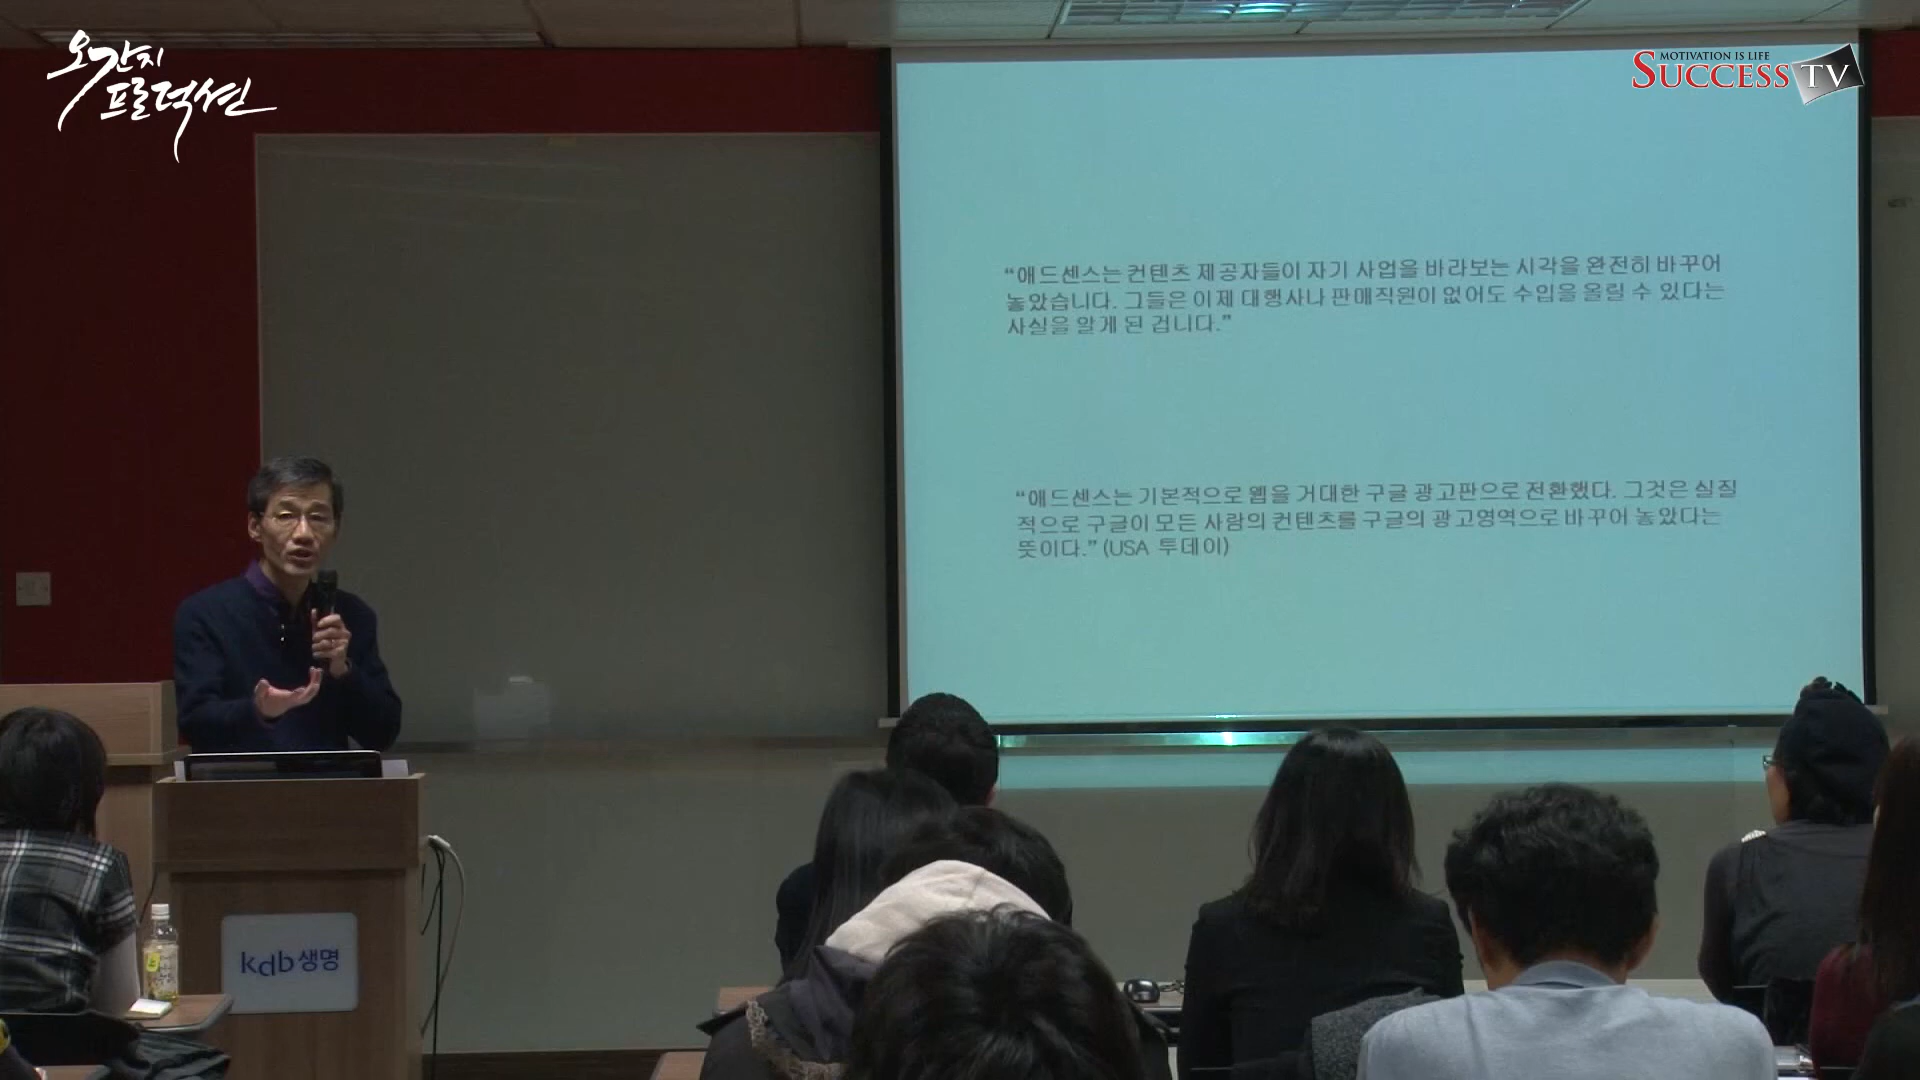 오가지
프로덕션
MOTIVATION IS LIFE
SUCCESS TV
“애드센스는 컨텐츠 제공자들이 자기 사업을 바라보는 시각을 완전히 바꾸어
놓았습니다. 그들은 이제 대행사나 판매직원이 없어도 수입을 올릴 수 있다는
사실을 알게 된 겁니다.”
“애드센스는 기본적으로 웹을 거대한 구글 광고판으로 전환했다. 그것은 실질
적으로 구글이 모든 사람의 컨텐츠를 구글의 광고영역으로 바꾸어 놓았다는
뜻이다.” (USA 투데이)
kdb생명